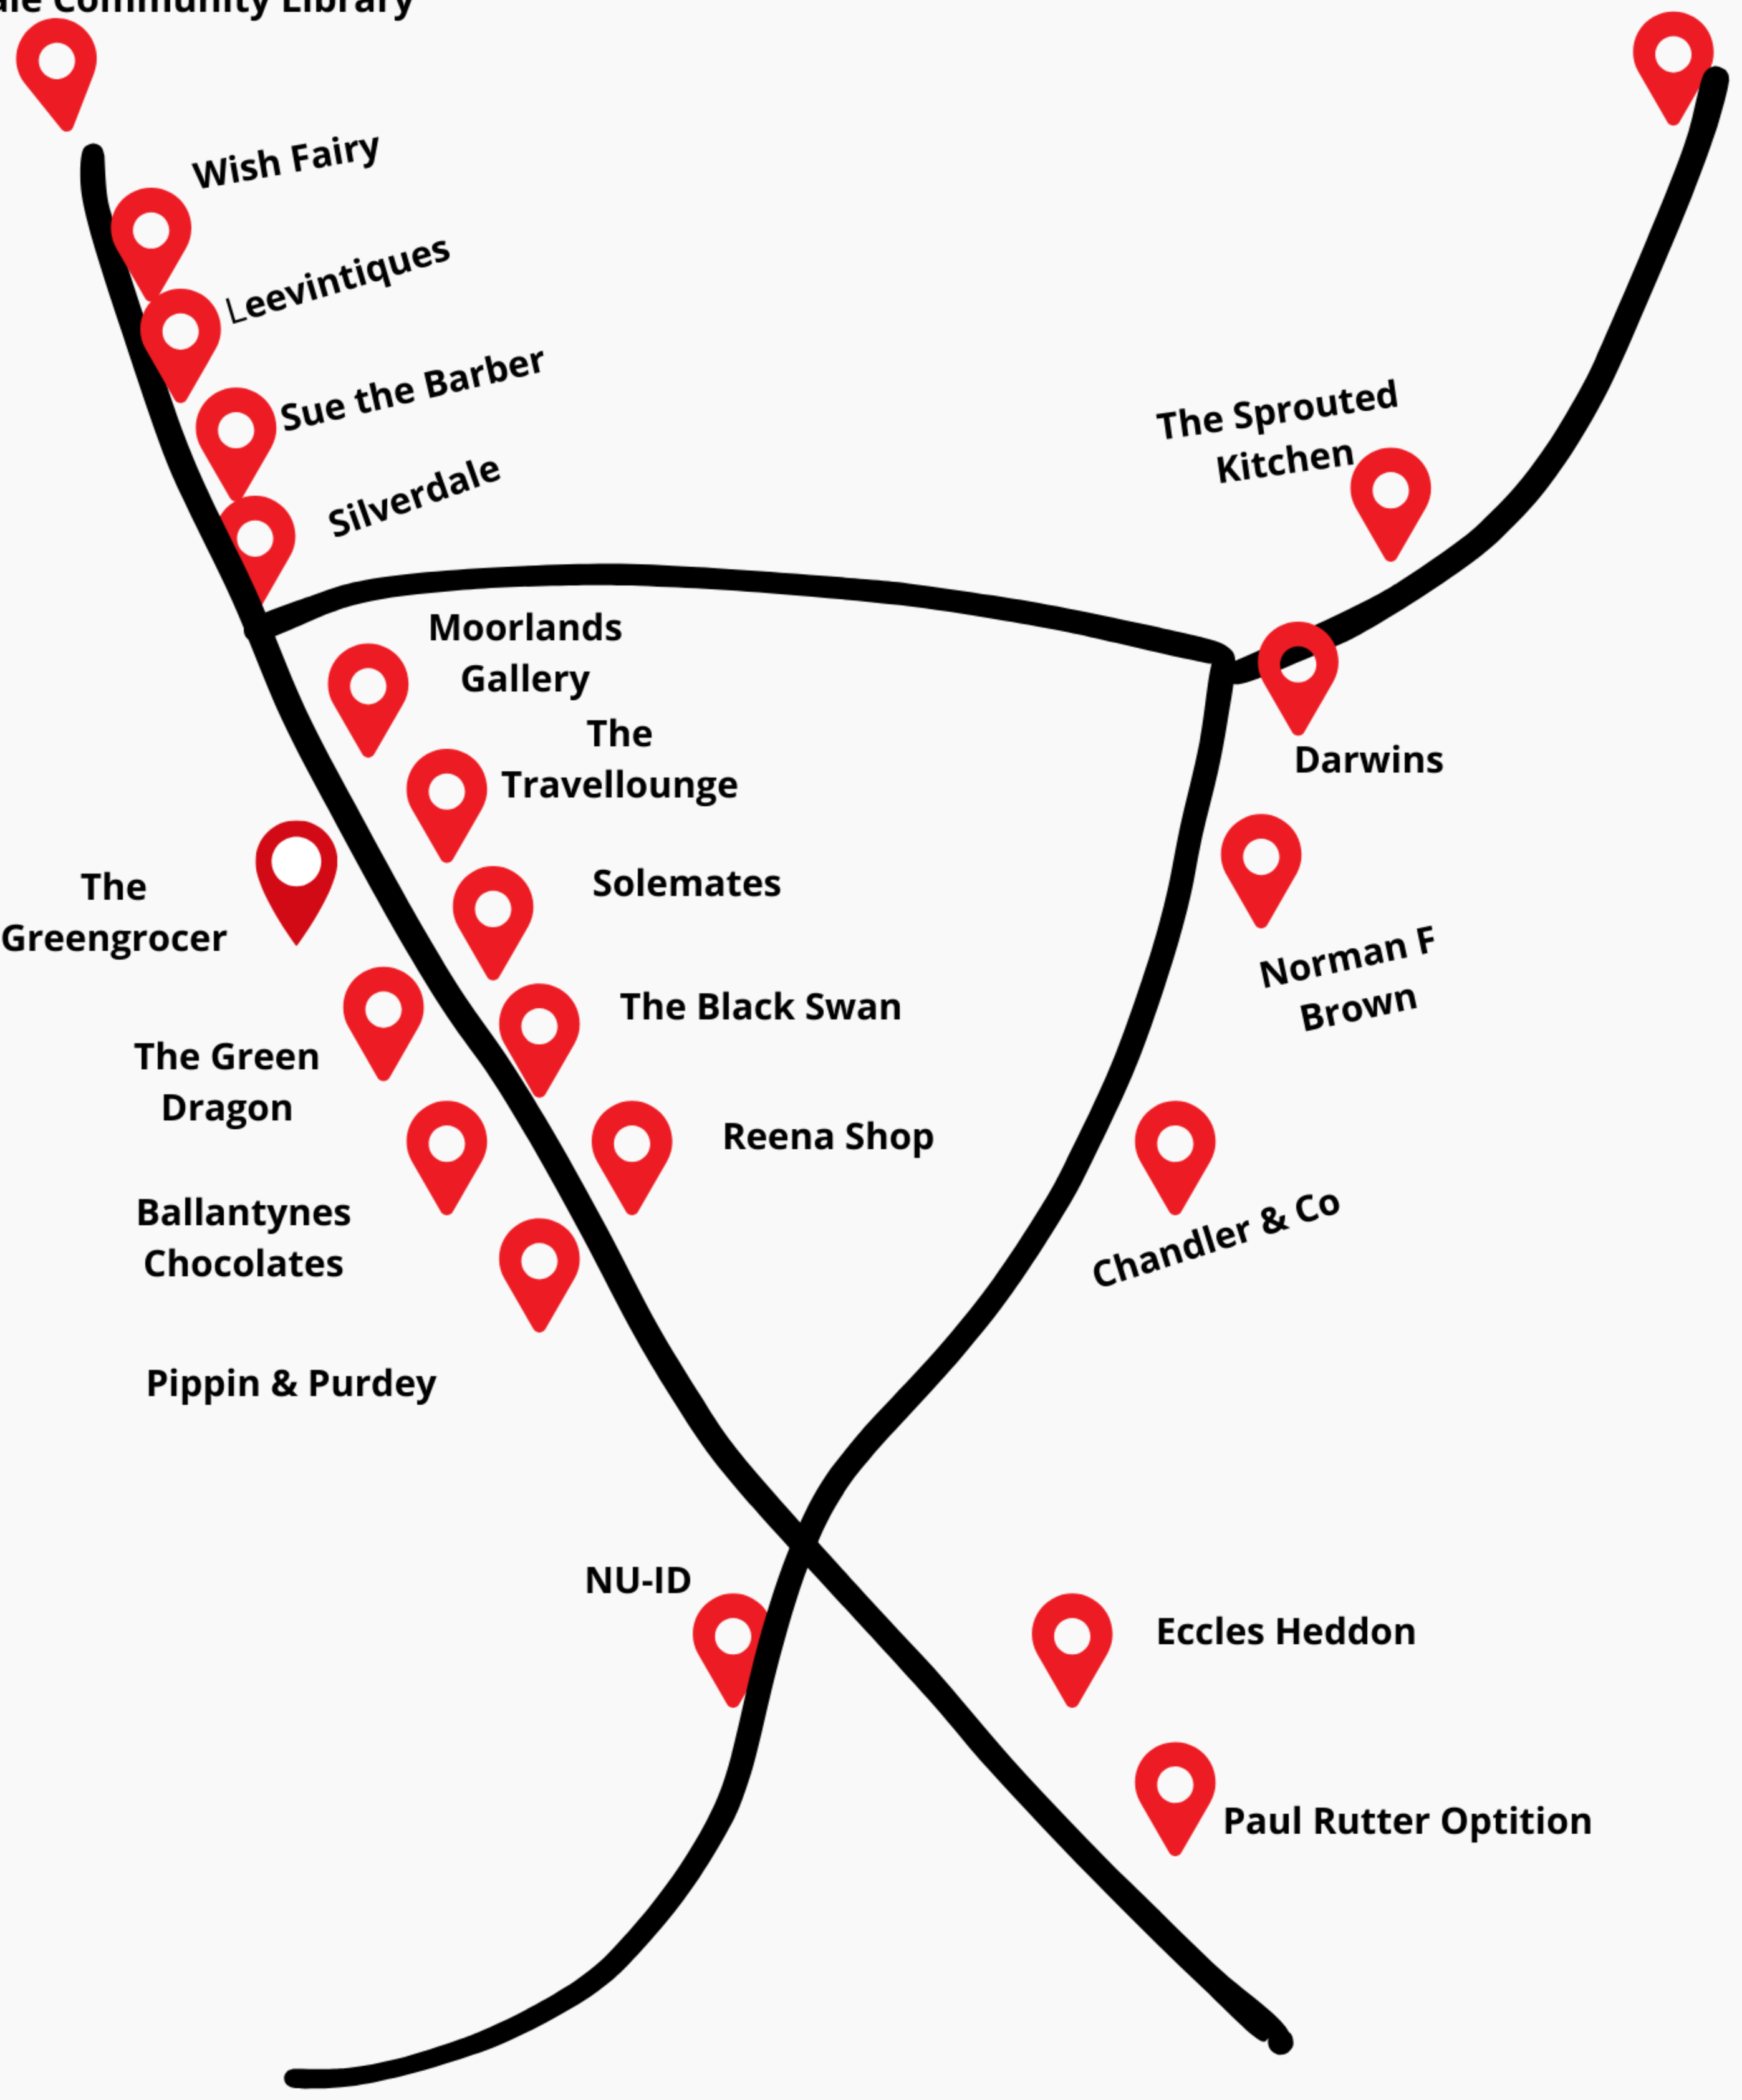 Community Library
Wish Fairy
Leevintiques
Sue the Barber
Silverdale
The Sprouted
Kitchen
Moorlands
Gallery
The
Travellounge
Darwins
The
Greengrocer
Solemates
Norman F
Brown
The Black Swan
The Green
Dragon
Reena Shop
Ballantynes
Chocolates
Chandler & Co
Pippin & Purdey
NU-ID
Eccles Heddon
Paul Rutter Optition